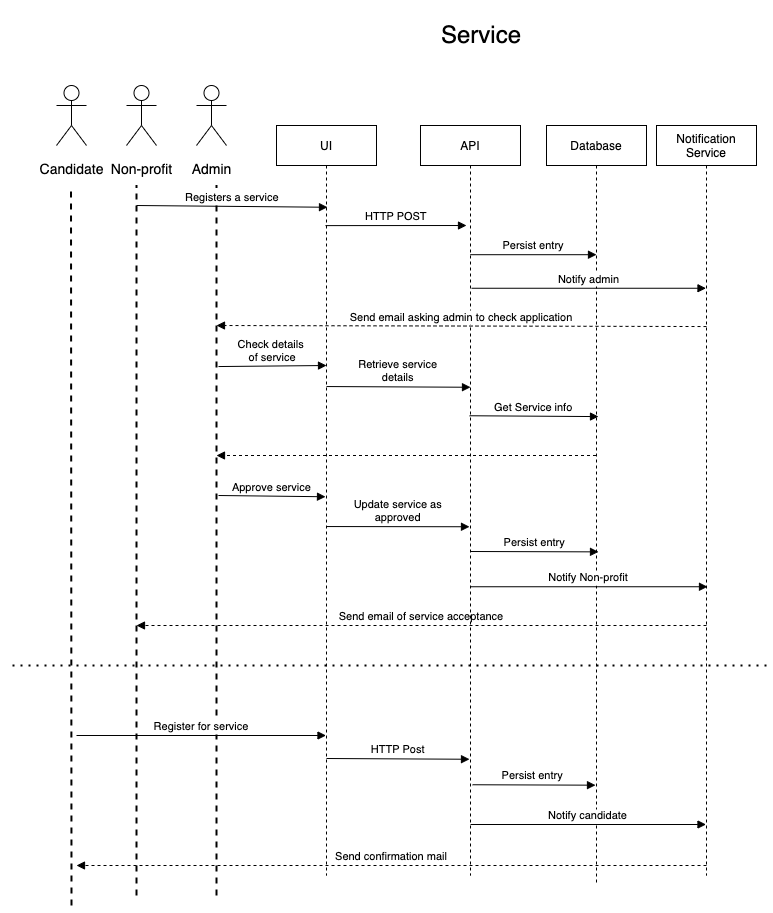 Service
Candidate
Non-profit
Admin
UI
API
Database
Notification
Service
Registers a service
HTTP POST
Persist entry
Notify admin
Send email asking admin to check application
Check details
of service
Retrieve service
details
Get Service info
Approve service
Update service as
approved
Persist entry
Notify Non-profit
Send email of service acceptance
Register for service
HTTP Post
Persist entry
Notify candidate
Send confirmation mail